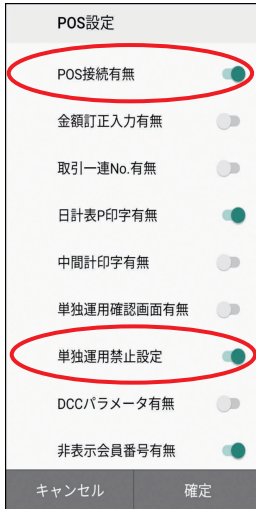 POS設定
POS接続有無
金額訂正入力有無
取引一連No.有無
日計表P印字有無
中間計印字有無
単独運用確認画面有無
単独運用禁止設定
DCCパラメータ有無
非表示会員番号有無
キャンセル 確定